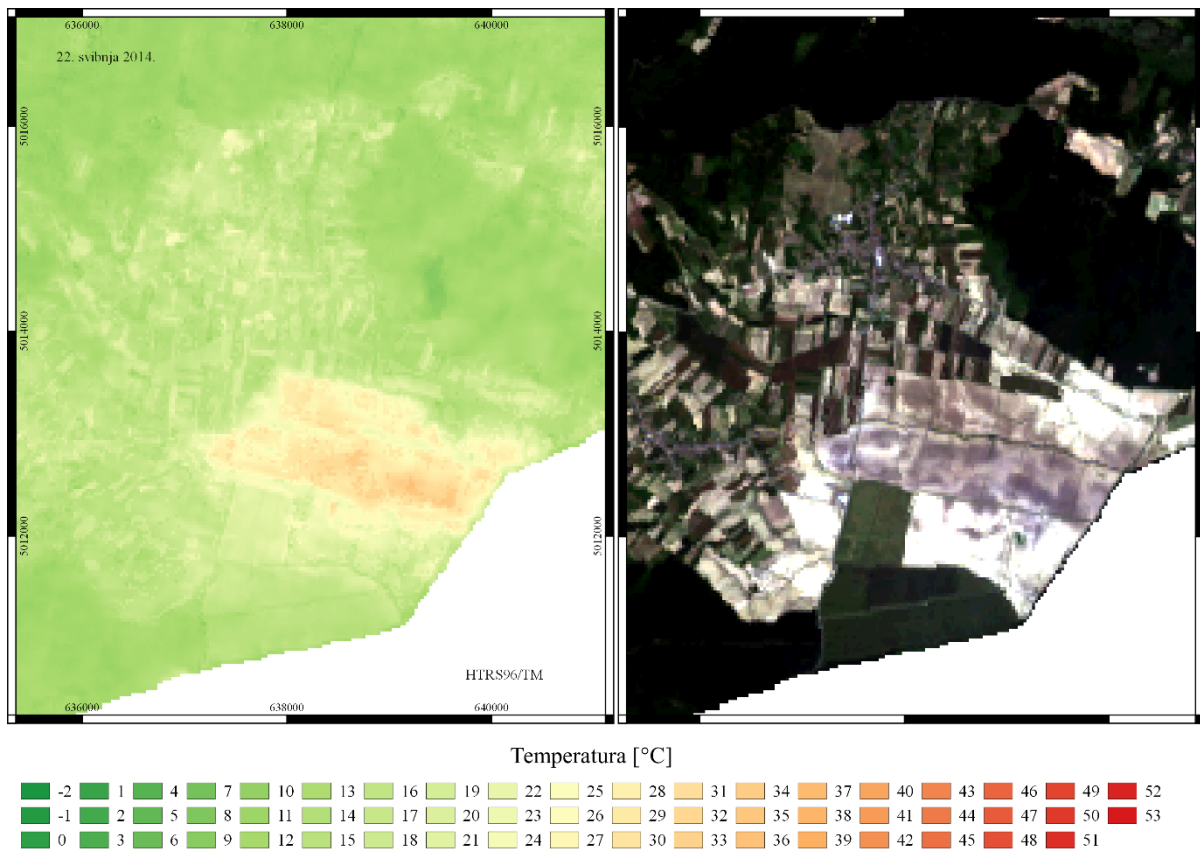 636000 638000 640000
22. svibnja 2014.
5016000 5016000
5014000 5014000
5012000 5012000
HTRS96/TM
636000 638000 640000
Temperatura [°C]
-2 1 4 7 10 13 16 19 22 25 28 31 34 37 40 43 46 49 52
-1 2 5 8 11 14 17 20 23 26 29 32 35 38 41 44 47 50 53
0 3 6 9 12 15 18 21 24 27 30 33 36 39 42 45 48 51